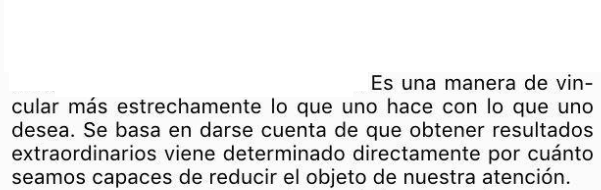 Es una manera de vin-
cular más estrechamente lo que uno hace con lo que uno
desea. Se basa en darse cuenta de que obtener resultados
extraordinarios viene determinado directamente por cuánto
seamos capaces de reducir el objeto de nuestra atención.